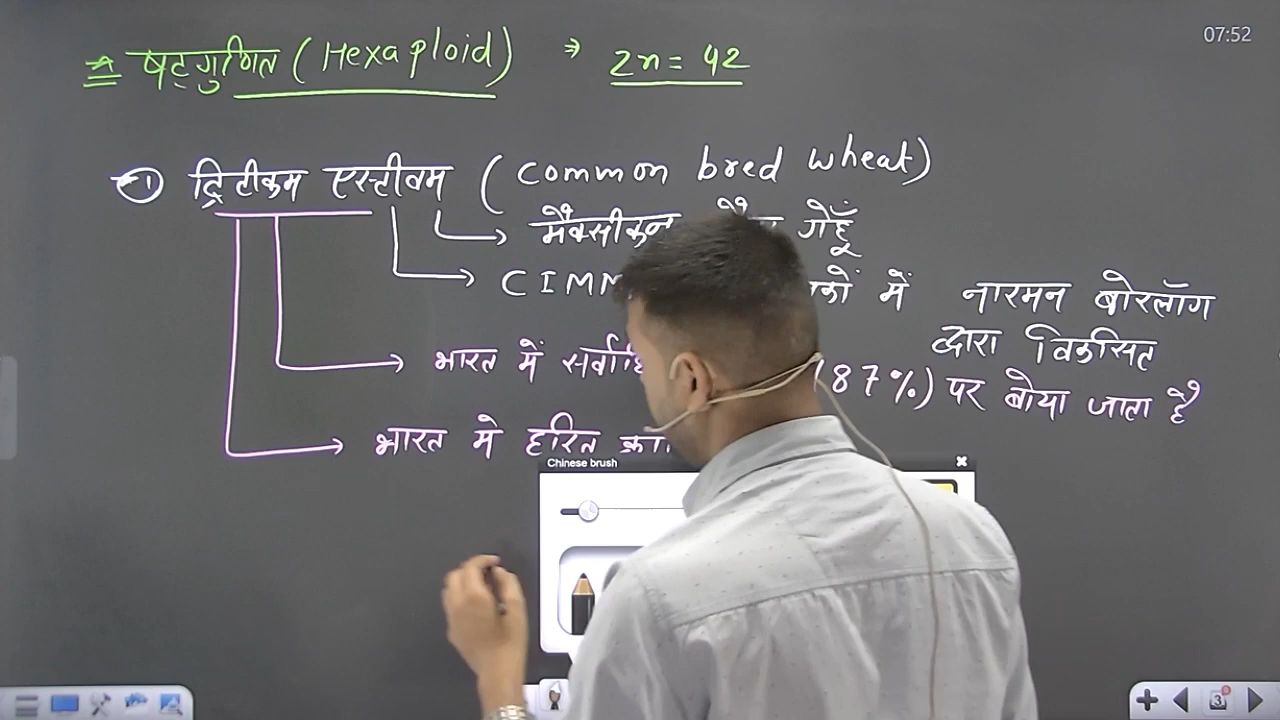 07:52
* षट्गुणित (Hexaploid) ⇒ 2n = 42
① ट्रिटीकम एस्टीवम (Common bred wheat)
→ मैक्सीकन गेहूँ
→ CIMM में नारमन बोरलॉग
द्वारा विकसित
→ भारत में (87%) पर बोया जाता है
→ भारत मे हरित
Chinese brush
3